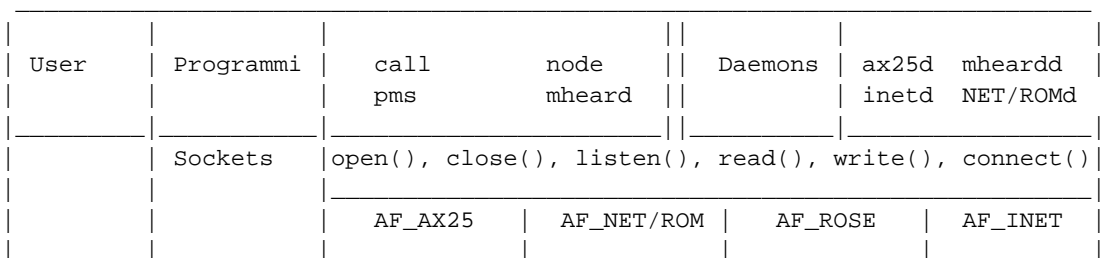 User Programmi call node Daemons ax25d mheardd
pms mheard inetd NET/ROMd
Sockets open(), close(), listen(), read(), write(), connect()
AF_AX25 AF_NET/ROM AF_ROSE AF_INET